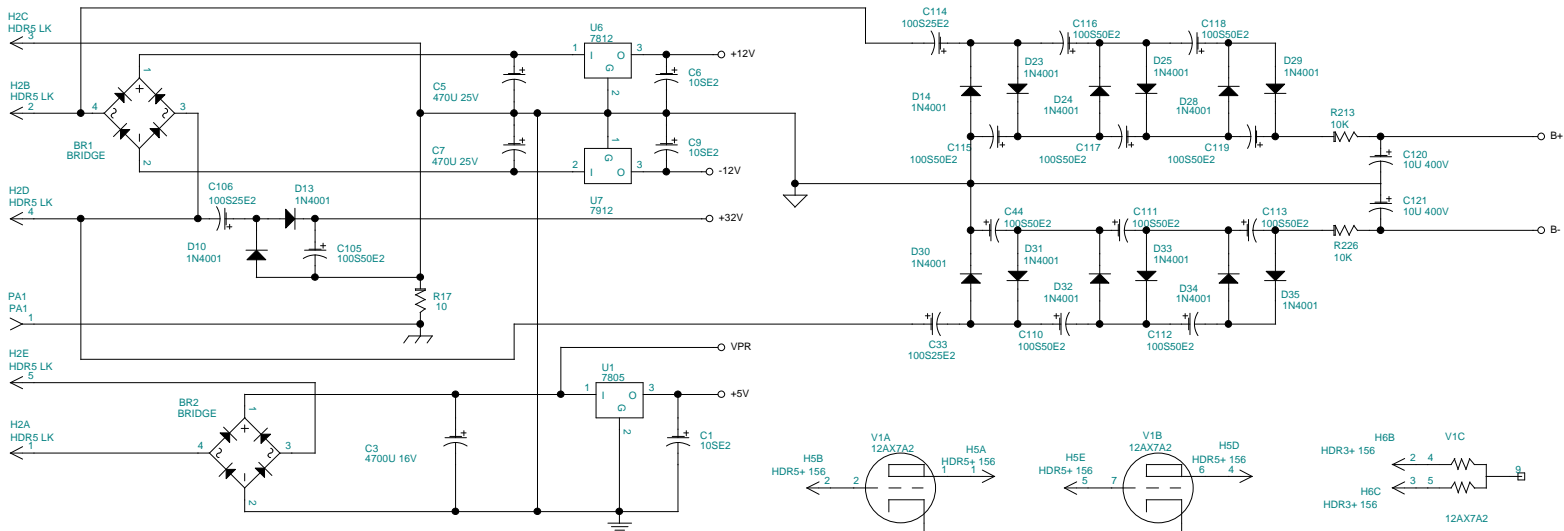 H2C
HDR5 LK
3
H2B
HDR5 LK
2
4
1
3
2
BR1
BRIDGE
H2D
HDR5 LK
4
C106
100S25E2
D13
1N4001
D10
1N4001
C105
100S50E2
PA1
PA1
1
R17
10
H2E
HDR5 LK
5
H2A
HDR5 LK
1
BR2
BRIDGE
4
1
3
2
C5
470U 25V
C7
470U 25V
U6
7812
1
I
O
3
G
2
C6
10SE2
+12V
C9
10SE2
-12V
1
G
2
I
O
3
U7
7912
+32V
VPR
U1
7805
1
I
O
3
G
2
+5V
C1
10SE2
C3
4700U 16V
C114
100S25E2
C116
100S50E2
C118
100S50E2
D23
1N4001
D25
1N4001
D29
1N4001
D14
1N4001
D24
1N4001
D28
1N4001
C115
100S50E2
C117
100S50E2
C119
100S50E2
R213
10K
B+
C120
10U 400V
C121
10U 400V
C44
100S50E2
C111
100S50E2
C113
100S50E2
R226
10K
B-
D30
1N4001
D31
1N4001
D32
1N4001
D33
1N4001
D34
1N4001
D35
1N4001
C33
100S25E2
C110
100S50E2
C112
100S50E2
V1A
12AX7A2
H5B
HDR5+ 156
2
2
H5A
HDR5+ 156
1
1
V1B
12AX7A2
H5E
HDR5+ 156
5
7
H5D
HDR5+ 156
6
4
H6B
HDR3+ 156
2
4
V1C
9
H6C
HDR3+ 156
3
5
12AX7A2